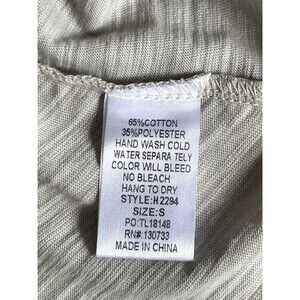 65%COTTON
35%POLYESTER
HAND WASH COLD
WATER SEPARA TELY
COLOR WILL BLEED
NO BLEACH
HANG TO DRY
STYLE:H2294
SIZE:S
PO:TL18148
RN#:130733
MADE IN CHINA